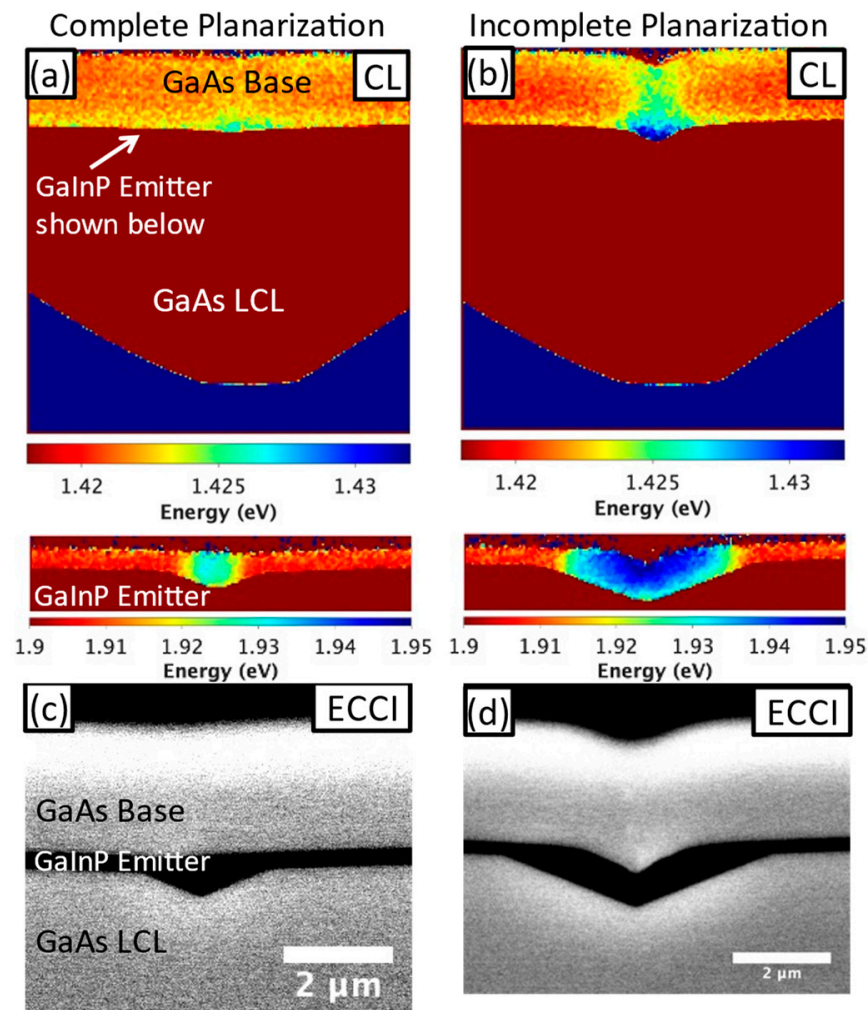 Complete Planarization
Incomplete Planarization
(a)
GaAs Base
CL
GaInP Emitter
shown below
GaAs LCL
(b)
CL
1.42 1.425 1.43
Energy (eV)
1.42 1.425 1.43
Energy (eV)
GaInP Emitter
1.9 1.91 1.92 1.93 1.94 1.95
Energy (eV)
1.9 1.91 1.92 1.93 1.94 1.95
Energy (eV)
(c)
ECCI
GaAs Base
GaInP Emitter
GaAs LCL
2 µm
(d)
ECCI
2 µm